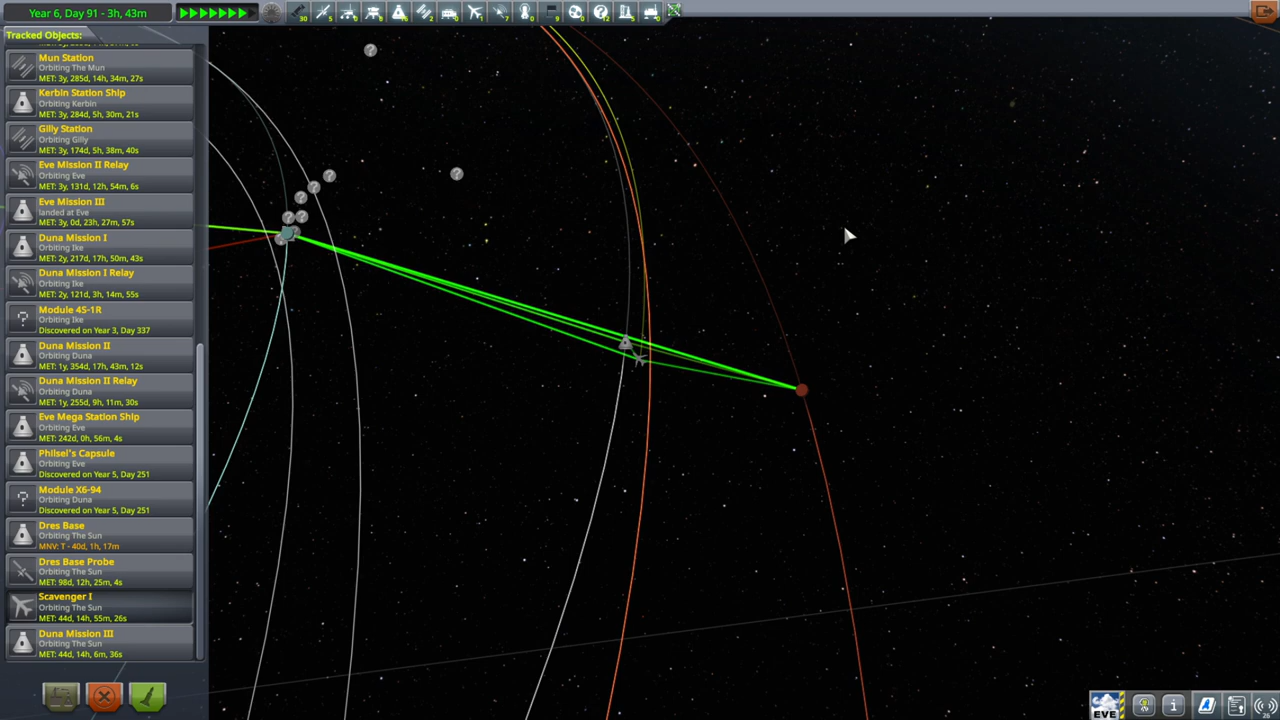 Year 6, Day 91 - 3h, 43m
Tracked Objects:
Mun Station
Orbiting The Mun
MET: 3y, 285d, 14h, 34m, 27s
Kerbin Station Ship
Orbiting Kerbin
MET: 3y, 284d, 5h, 30m, 21s
Gilly Station
Orbiting Gilly
MET: 3y, 174d, 5h, 38m, 40s
Eve Mission II Relay
Orbiting Eve
MET: 3y, 131d, 12h, 54m, 6s
Eve Mission III
landed at Eve
MET: 3y, 0d, 23h, 27m, 57s
Duna Mission I
Orbiting Ike
MET: 2y, 217d, 17h, 50m, 43s
Duna Mission I Relay
Orbiting Ike
MET: 2y, 121d, 3h, 14m, 55s
Module 4S-1R
Orbiting Ike
Discovered on Year 3, Day 337
Duna Mission II
Orbiting Duna
MET: 1y, 354d, 17h, 43m, 12s
Duna Mission II Relay
Orbiting Duna
MET: 1y, 255d, 9h, 11m, 30s
Eve Mega Station Ship
Orbiting Eve
MET: 242d, 0h, 56m, 4s
Philsel's Capsule
Orbiting Eve
Discovered on Year 5, Day 251
Module X6-94
Orbiting Duna
Discovered on Year 5, Day 251
Dres Base
Orbiting The Sun
MNV: T - 40d, 1h, 17m
Dres Base Probe
Orbiting The Sun
MET: 98d, 12h, 25m, 4s
Scavenger I
Orbiting The Sun
MET: 44d, 14h, 55m, 26s
Duna Mission III
Orbiting The Sun
MET: 44d, 14h, 6m, 36s
EVE